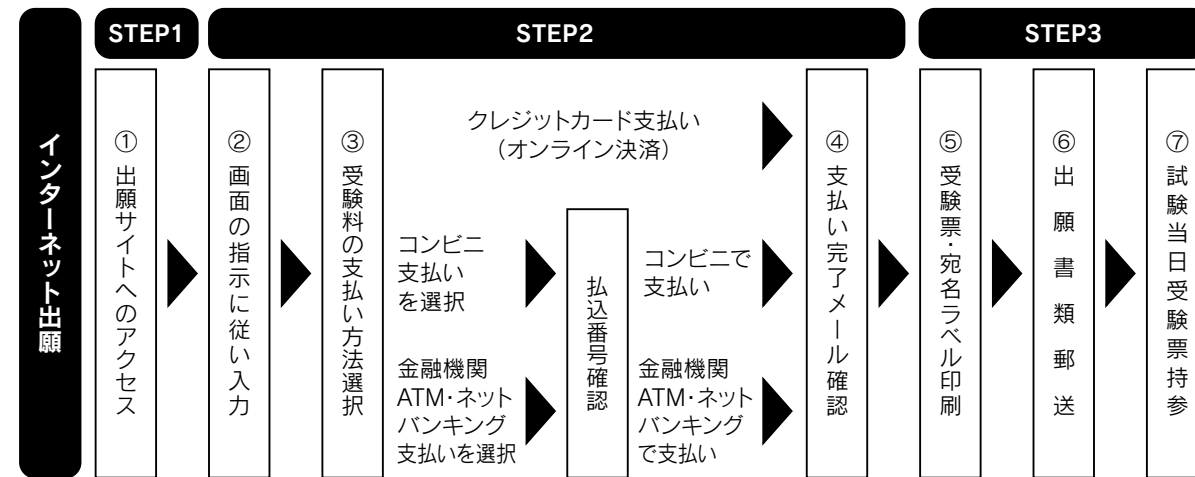 インターネット出願
STEP1
STEP2
STEP3
① 出願サイトへのアクセス
② 画面の指示に従い入力
③ 受験料の支払い方法選択
クレジットカード支払い
(オンライン決済)
コンビニ
支払い
を選択
金融機関
ATM・ネット
バンキング
支払いを選択
払込番号確認
コンビニで
支払い
金融機関
ATM・ネット
バンキング
で支払い
④ 支払い完了メール確認
⑤ 受験票・宛名ラベル印刷
⑥ 出願書類郵送
⑦ 試験当日受験票持参